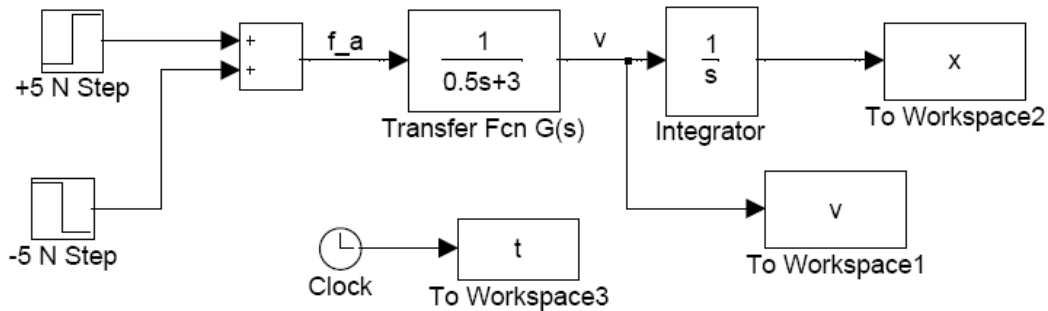 +5 N Step
+
+
f_a
1
0.5s+3
Transfer Fcn G(s)
v
1
s
Integrator
x
To Workspace2
-5 N Step
Clock
t
To Workspace3
v
To Workspace1